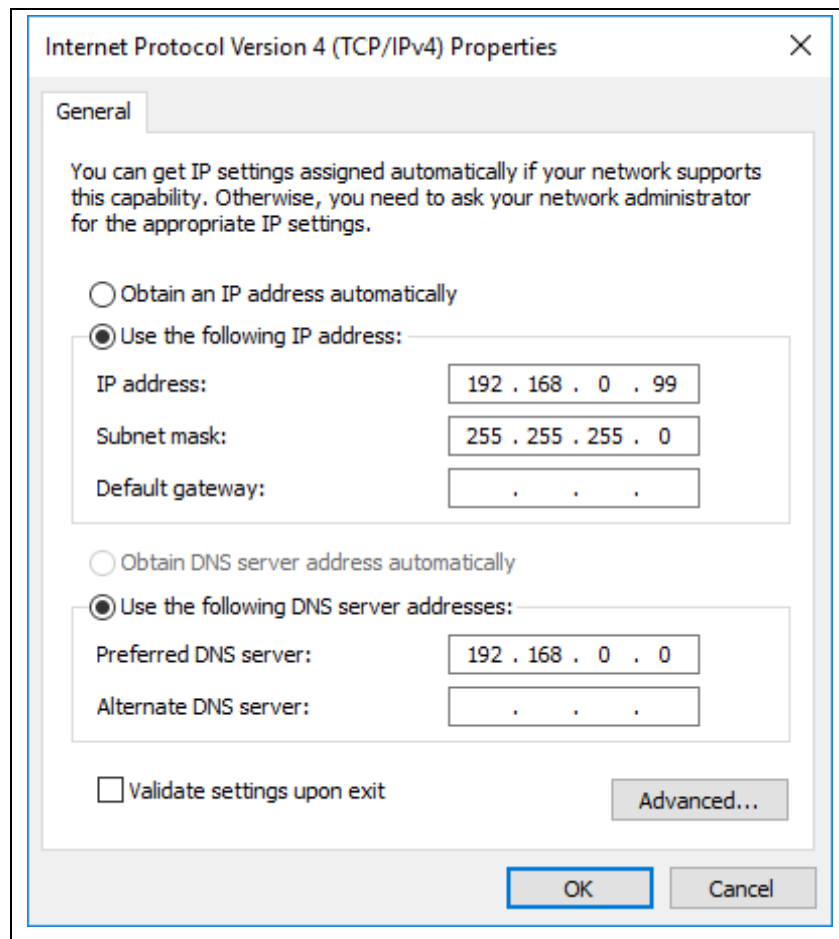 Internet Protocol Version 4 (TCP/IPv4) Properties
General
You can get IP settings assigned automatically if your network supports
this capability. Otherwise, you need to ask your network administrator
for the appropriate IP settings.
Obtain an IP address automatically
Use the following IP address:
IP address: 192 . 168 . 0 . 99
Subnet mask: 255 . 255 . 255 . 0
Default gateway: . . .
Obtain DNS server address automatically
Use the following DNS server addresses:
Preferred DNS server: 192 . 168 . 0 . 0
Alternate DNS server: . . .
Validate settings upon exit
Advanced...
OK Cancel